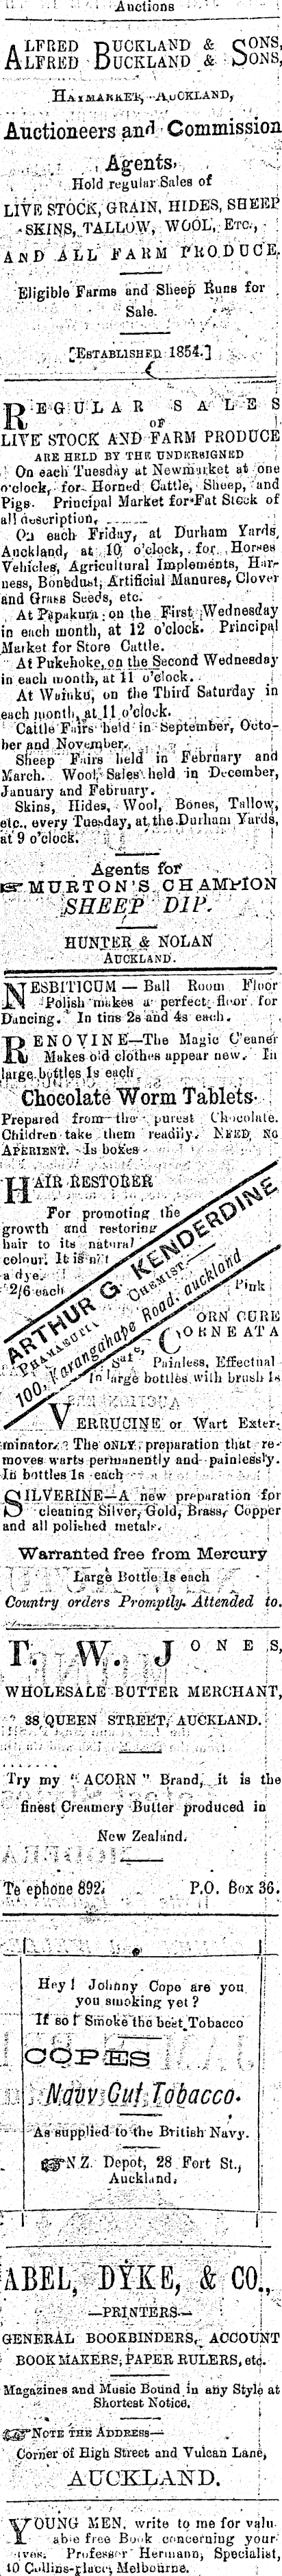 Auctions
ALFRED BUCKLAND & SONS,
ALFRED BUCKLAND & SONS,
HAYMARKET, AUCKLAND,
Auctioneers and Commission
Agents,
Hold regular Sales of
LIVE STOCK, GRAIN, HIDES, SHEEP
SKINS, TALLOW, WOOL, ETC.,
AND ALL FARM PRODUCE.
Eligible Farms and Sheep Runs for
Sale.
[ESTABLISHED 1854.]
REGULAR SALES
OF
LIVE STOCK AND FARM PRODUCE
ARE HELD BY THE UNDERSIGNED
On each Tuesday at Newmarket at one
o'clock, for Horned Cattle, Sheep, and
Pigs. Principal Market for Fat Stock of
all description,
On each Friday, at Durham Yards,
Auckland, at 10 o'clock, for Horses
Vehicles, Agricultural Implements, Har-
ness, Bonedust, Artificial Manures, Clover
and Grass Seeds, etc.
At Papakura on the First Wednesday
in each month, at 12 o'clock. Principal
Market for Store Cattle.
At Pukekohe, on the Second Wednesday
in each month, at 11 o'clock.
At Waiuku, on the Third Saturday in
each month, at 11 o'clock.
Cattle Fairs held in September, Octo-
ber and November.
Sheep Fairs held in February and
March. Wool Sales held in December,
January and February.
Skins, Hides, Wool, Bones, Tallow,
etc., every Tuesday, at the Durham Yards,
at 9 o'clock.
Agents for
MURTON'S CHAMPION
SHEEP DIP.
HUNTER & NOLAN
AUCKLAND.
NESBITICUM — Ball Room Floor
Polish makes a perfect floor for
Dancing. In tins 2s and 4s each.
RENOVINE—The Magic C'eaner
Makes old clothes appear new. In
large bottles 1s each
Chocolate Worm Tablets.
Prepared from the purest Chocolate.
Children take them readily. NEED NO
APERIENT. 1s boxes
HAIR RESTORER
For promoting the
growth and restoring
hair to its natural
colour. It is not
a dye.
2/6 each
ARTHUR G. KENDERDINE
CHEMIST
100, Karangahape Road, auckland
Pink
CORN CURE
CORNEATA
Safe, Painless, Effectual
In large bottles with brush 1s
VERRUCINE or Wart Exter-
minator. The ONLY preparation that re-
moves warts permanently and painlessly.
In bottles 1s each
SILVERINE—A new preparation for
cleaning Silver, Gold, Brass, Copper
and all polished metals.
Warranted free from Mercury
Large Bottle 1s each
Country orders Promptly Attended to.
T. W. JONES,
WHOLESALE BUTTER MERCHANT,
38, QUEEN STREET, AUCKLAND.
Try my "ACORN" Brand, it is the
finest Creamery Butter produced in
New Zealand.
Te ephone 892. P.O. Box 36.
Hey! Johnny Cope are you
you smoking yet?
If so! Smoke the best Tobacco
COPES
Navy Cut Tobacco.
As supplied to the British Navy.
N Z. Depot, 28 Fort St.,
Auckland,
ABEL, DYKE, & CO.,
—PRINTERS—
GENERAL BOOKBINDERS, ACCOUNT
BOOK MAKERS, PAPER RULERS, etc.
Magazines and Music Bound in any Style at
Shortest Notice.
NOTE THE ADDRESS—
Corner of High Street and Vulcan Lane,
AUCKLAND.
YOUNG MEN, write to me for valu-
able free Book concerning your-
Professor Hermann, Specialist,
10 Collins-place, Melbourne.